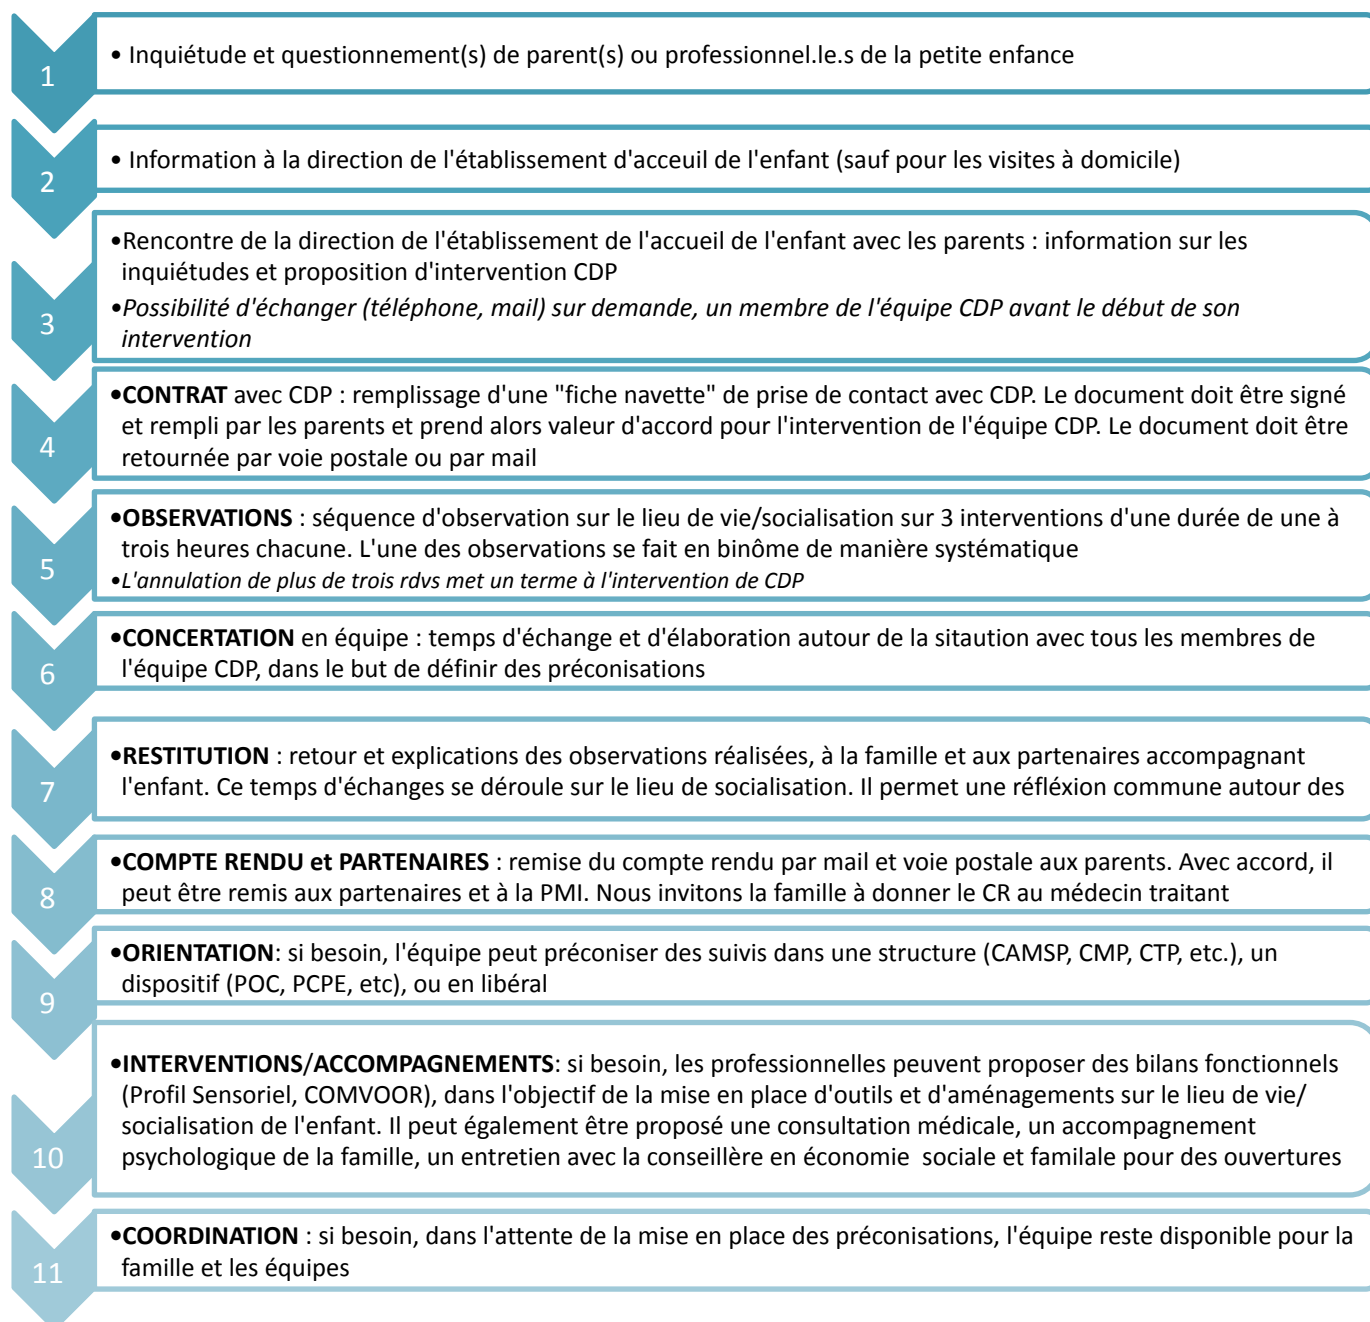 1
• Inquiétude et questionnement(s) de parent(s) ou professionnel.le.s de la petite enfance
2
• Information à la direction de l'établissement d'acceuil de l'enfant (sauf pour les visites à domicile)
3
•Rencontre de la direction de l'établissement de l'accueil de l'enfant avec les parents : information sur les
inquiétudes et proposition d'intervention CDP
•Possibilité d'échanger (téléphone, mail) sur demande, un membre de l'équipe CDP avant le début de son
intervention
4
•CONTRAT avec CDP : remplissage d'une "fiche navette" de prise de contact avec CDP. Le document doit être signé
et rempli par les parents et prend alors valeur d'accord pour l'intervention de l'équipe CDP. Le document doit être
retournée par voie postale ou par mail
5
•OBSERVATIONS : séquence d'observation sur le lieu de vie/socialisation sur 3 interventions d'une durée de une à
trois heures chacune. L'une des observations se fait en binôme de manière systématique
•L'annulation de plus de trois rdvs met un terme à l'intervention de CDP
6
•CONCERTATION en équipe : temps d'échange et d'élaboration autour de la sitaution avec tous les membres de
l'équipe CDP, dans le but de définir des préconisations
7
•RESTITUTION : retour et explications des observations réalisées, à la famille et aux partenaires accompagnant
l'enfant. Ce temps d'échanges se déroule sur le lieu de socialisation. Il permet une réfléxion commune autour des
8
•COMPTE RENDU et PARTENAIRES : remise du compte rendu par mail et voie postale aux parents. Avec accord, il
peut être remis aux partenaires et à la PMI. Nous invitons la famille à donner le CR au médecin traitant
9
•ORIENTATION: si besoin, l'équipe peut préconiser des suivis dans une structure (CAMSP, CMP, CTP, etc.), un
dispositif (POC, PCPE, etc), ou en libéral
10
•INTERVENTIONS/ACCOMPAGNEMENTS: si besoin, les professionnelles peuvent proposer des bilans fonctionnels
(Profil Sensoriel, COMVOOR), dans l'objectif de la mise en place d'outils et d'aménagements sur le lieu de vie/
socialisation de l'enfant. Il peut également être proposé une consultation médicale, un accompagnement
psychologique de la famille, un entretien avec la conseillère en économie  sociale et familale pour des ouvertures
11
•COORDINATION : si besoin, dans l'attente de la mise en place des préconisations, l'équipe reste disponible pour la
famille et les équipes